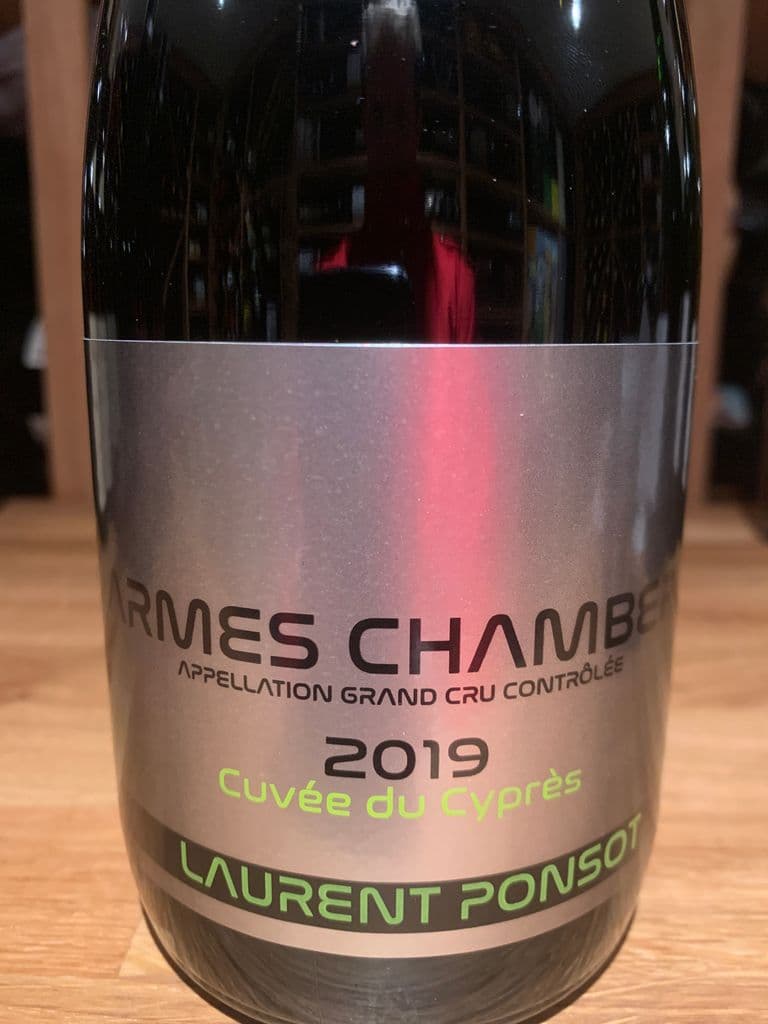 ARMES CHAMBE
APPELLATION GRAND CRU CONTRÔLÉE
2019
Cuvée du Cyprès
LAURENT PONSOT